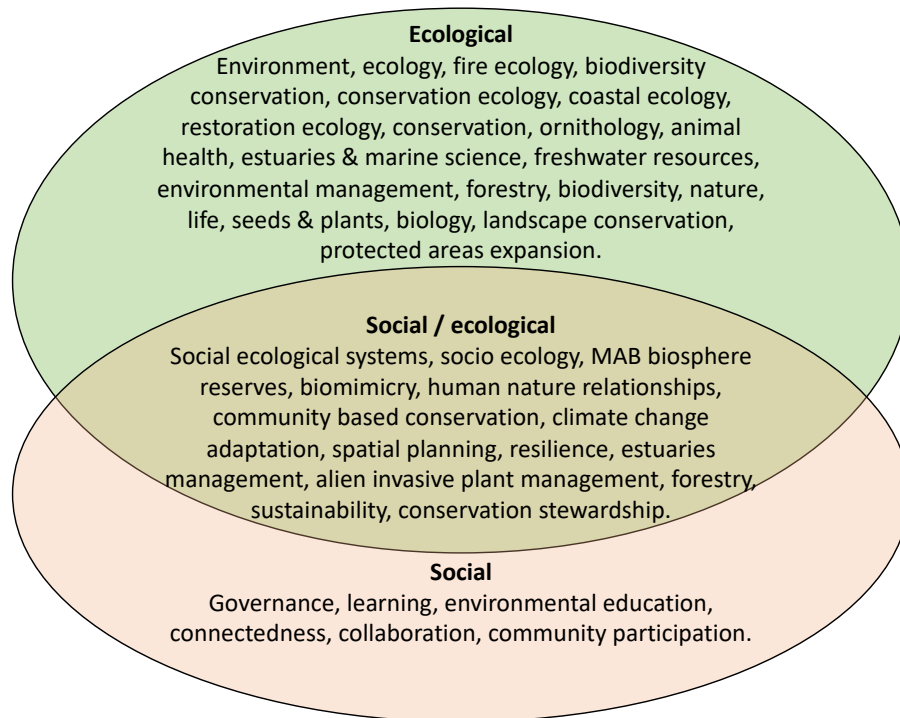 Ecological
Environment, ecology, fire ecology, biodiversity
conservation, conservation ecology, coastal ecology,
restoration ecology, conservation, ornithology, animal
health, estuaries & marine science, freshwater resources,
environmental management, forestry, biodiversity, nature,
life, seeds & plants, biology, landscape conservation,
protected areas expansion.
Social / ecological
Social ecological systems, socio ecology, MAB biosphere
reserves, biomimicry, human nature relationships,
community based conservation, climate change
adaptation, spatial planning, resilience, estuaries
management, alien invasive plant management, forestry,
sustainability, conservation stewardship.
Social
Governance, learning, environmental education,
connectedness, collaboration, community participation.